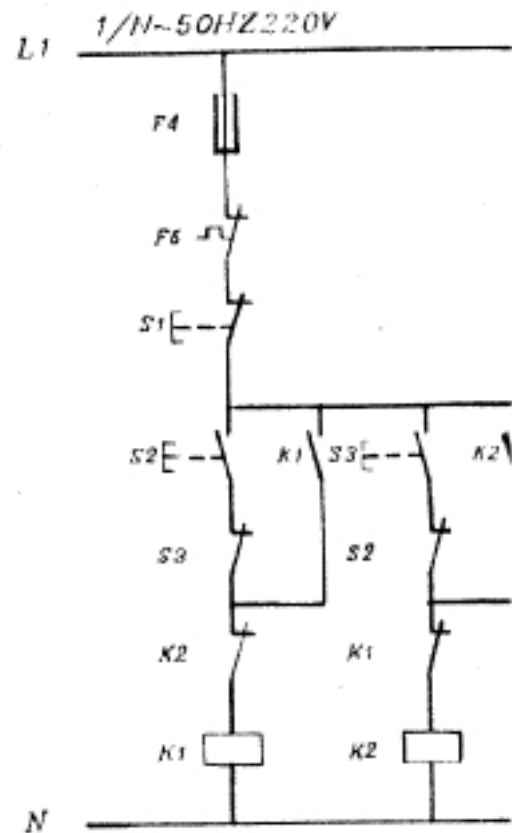 1/N~50HZ220V
L1
F4
F6
S1
S2 K1 S3 K2
S3 S2
K2 K1
K1 K2
N